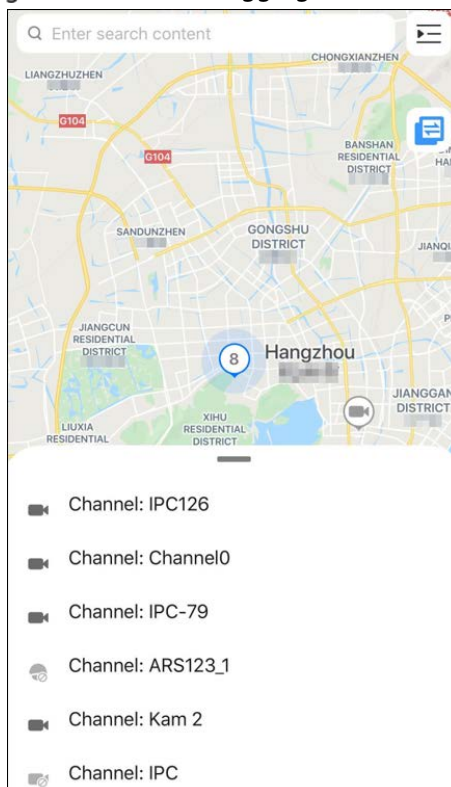 Enter search content
CHONGXIANZHEN
LIANGZHUZHEN
G104
G104
BANSHAN
RESIDENTIAL
DISTRICT
HA
SANDUNZHEN
GONGSHU
DISTRICT
JIANQI
JIANGCUN
RESIDENTIAL
DISTRICT
P
8
Hangzhou
JIANGGAN
DISTRICT
LIUXIA
RESIDENTIAL
XIHU
RESIDENTIAL
DISTRICT
Channel: IPC126
Channel: Channel0
Channel: IPC-79
Channel: ARS123_1
Channel: Kam 2
Channel: IPC